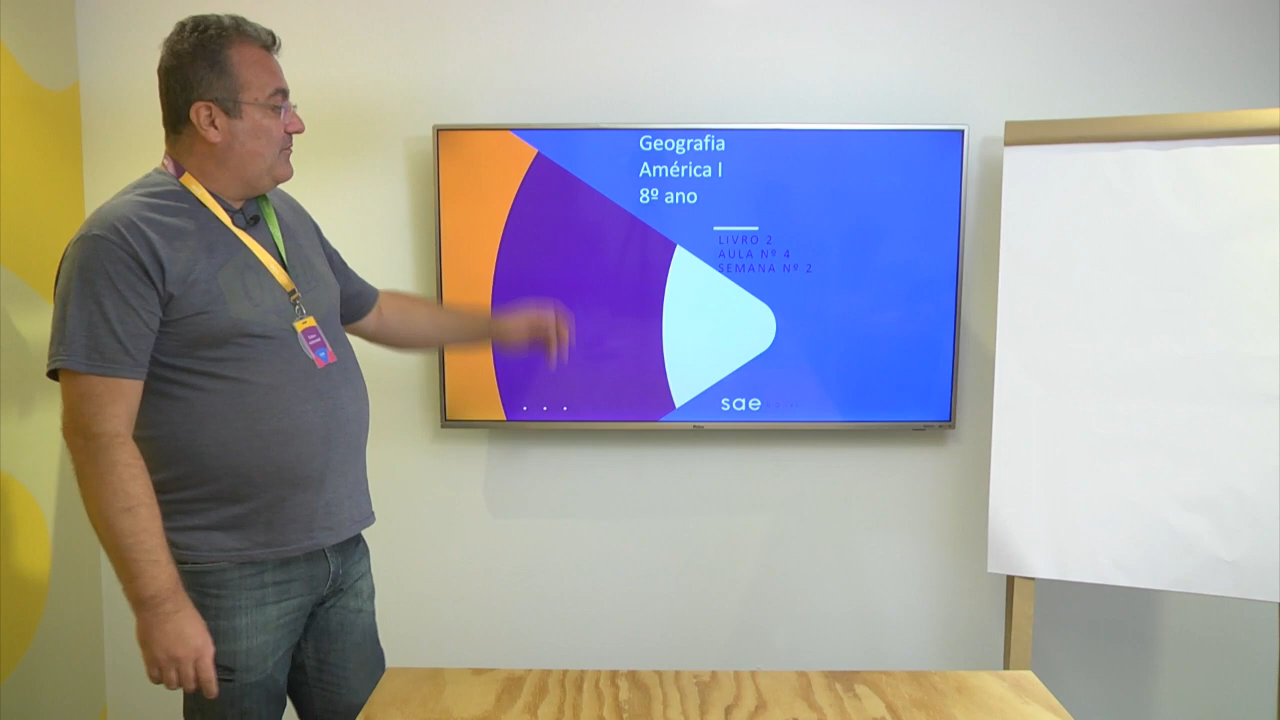 Geografia
América I
8º ano
LIVRO 2
AULA Nº 4
SEMANA Nº 2
sae